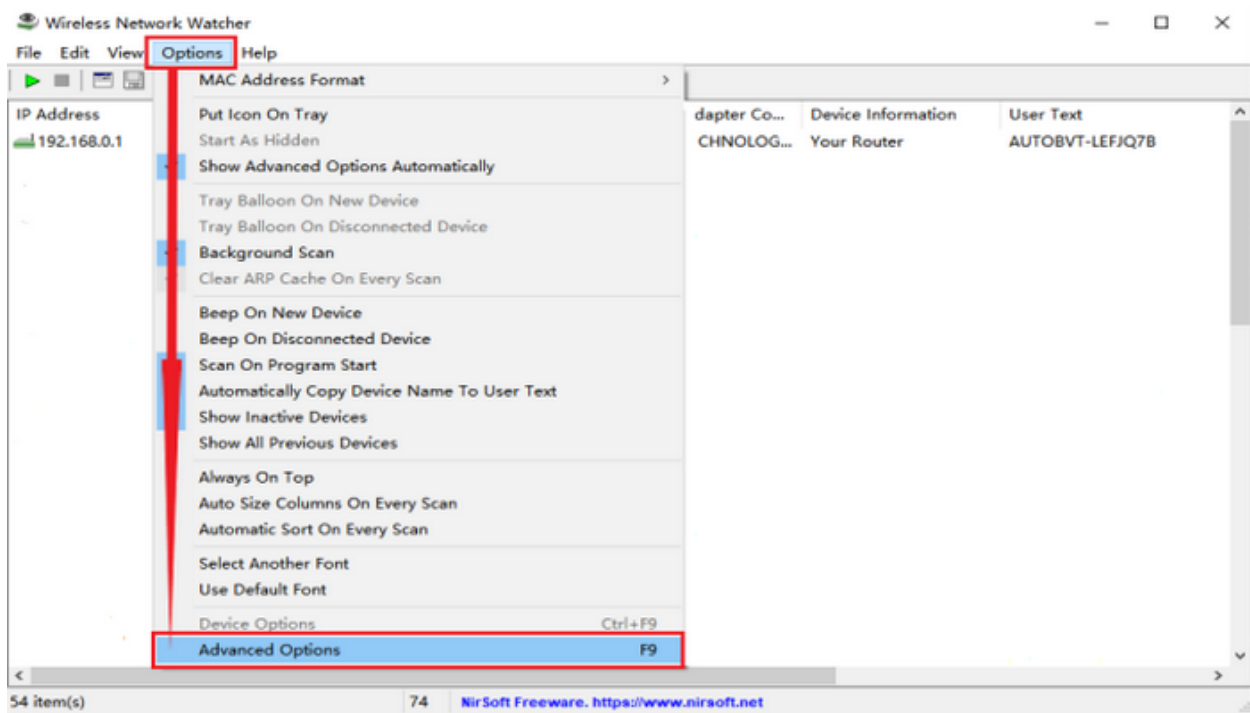 Wireless Network Watcher
File Edit View Options Help
MAC Address Format
IP Address Put Icon On Tray dapter Co... Device Information User Text
192.168.0.1 Start As Hidden CHNOLOG... Your Router AUTOBVT-LEFJQ7B
Show Advanced Options Automatically
Tray Balloon On New Device
Tray Balloon On Disconnected Device
Background Scan
Clear ARP Cache On Every Scan
Beep On New Device
Beep On Disconnected Device
Scan On Program Start
Automatically Copy Device Name To User Text
Show Inactive Devices
Show All Previous Devices
Always On Top
Auto Size Columns On Every Scan
Automatic Sort On Every Scan
Select Another Font
Use Default Font
Device Options Ctrl+F9
Advanced Options F9
54 item(s) 74 NirSoft Freeware. https://www.nirsoft.net